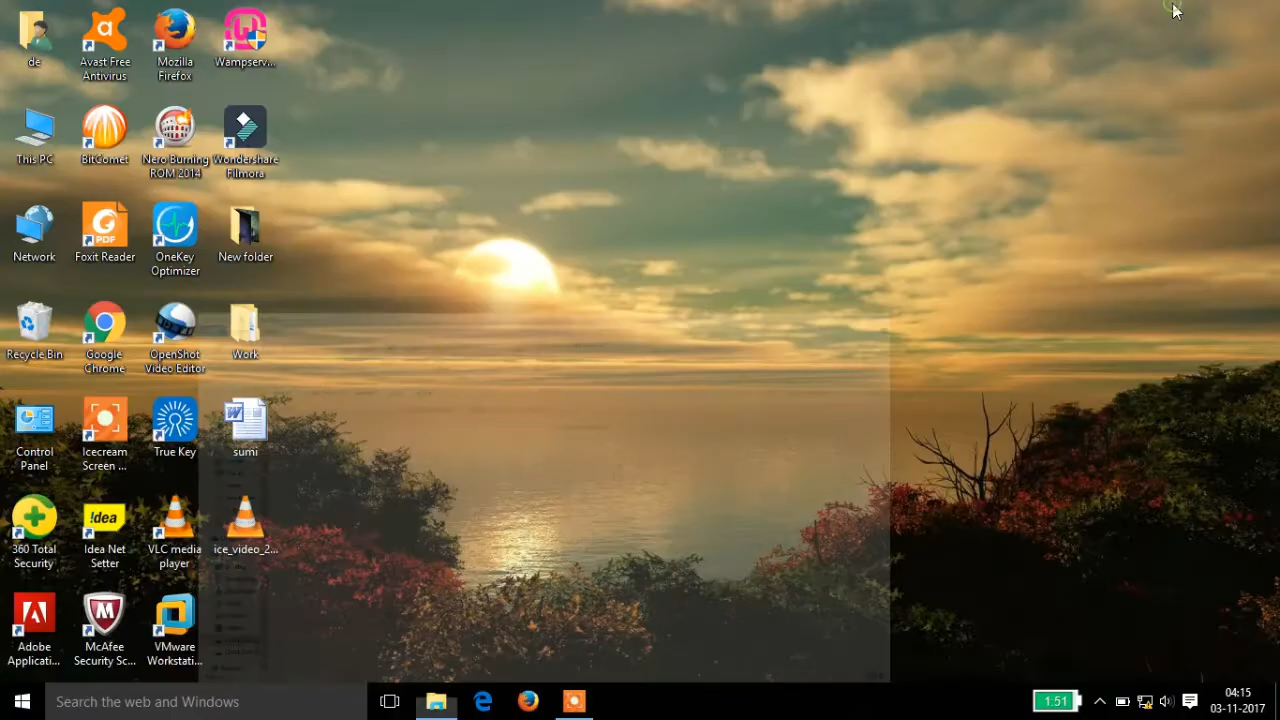 de
Avast Free
Antivirus
Mozilla
Firefox
Wampserv...
This PC
BitComet
Nero Burning
ROM 2014
Wondershare
Filmora
Network
PDF
Foxit Reader
OneKey
Optimizer
New folder
Recycle Bin
Google
Chrome
OpenShot
Video Editor
Work
Control
Panel
Icecream
Screen ...
True Key
sumi
360 Total
Security
!dea
Idea Net
Setter
VLC media
player
ice_video_2...
Adobe
Applicati...
McAfee
Security Sc...
VMware
Workstati...
Search the web and Windows
1:51
04:15
03-11-2017